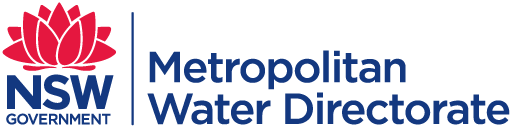 NSW
GOVERNMENT
Metropolitan
Water Directorate